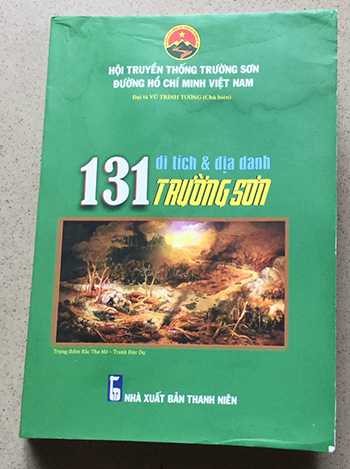 HỘI TRUYỀN THỐNG TRƯỜNG SƠN
ĐƯỜNG HỒ CHÍ MINH VIỆT NAM
Đại tá VŨ TRÌNH TƯỜNG (Chủ biên)
131 di tích & địa danh
TRƯỜNG SƠN
Trọng điểm Bắc Tha Mé - Tranh Đức Dụ
NHÀ XUẤT BẢN THANH NIÊN